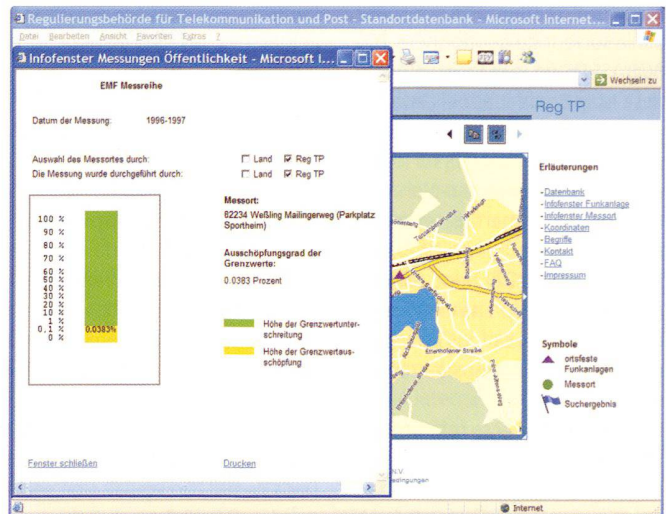 Regulierungsbehörde für Telekommunikation und Post - Standortdatenbank - Microsoft Internet...
Datei Bearbeiten Ansicht Favoriten Extras ?
Infofenster Messungen Öffentlichkeit - Microsoft I...
Wechseln zu
EMF Messreihe
Reg TP
Datum der Messung: 1996-1997
Auswahl des Messortes durch: Land Reg TP
Die Messung wurde durchgeführt durch: Land Reg TP
Messort:
82234 Weßling Mailingerweg (Parkplatz
Sportheim)
Ausschöpfungsgrad der
Grenzwerte:
0.0383 Prozent
100 %
90 %
80 %
70 %
60 %
50 %
40 %
30 %
20 %
10 %
1 %
0,1 %
0 %
0.0383%
Höhe der Grenzwertunter-
schreitung
Höhe der Grenzwertaus-
schöpfung
Fenster schließen
Drucken
Ettenhofener Straße
Erläuterungen
-Datenbank
-Infofenster Funkanlage
-Infofenster Messort
-Koordinaten
-Begriffe
-Kontakt
-FAQ
-Impressum
Symbole
ortsfeste
Funkanlagen
Messort
Suchergebnis
N.V.
Internet